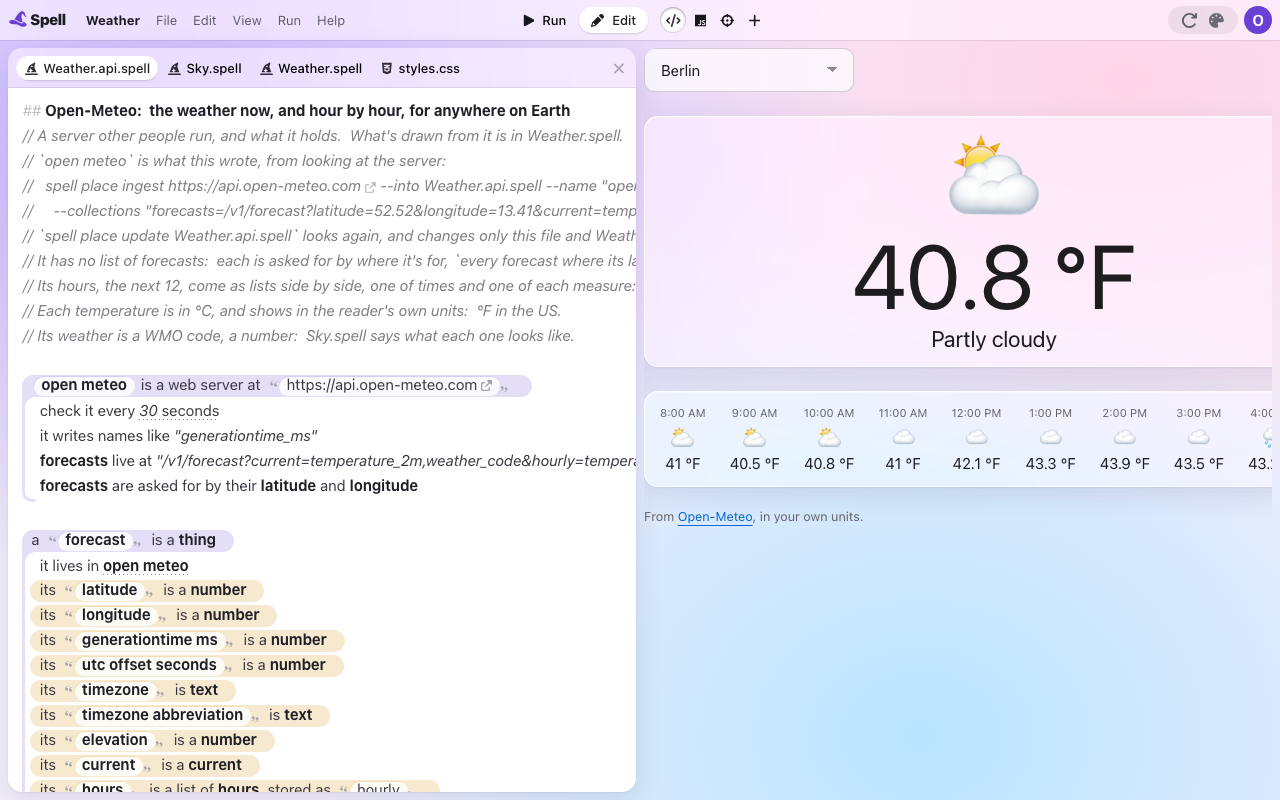 Spell Weather File Edit View Run Help Run Edit </> JS + O
Weather.api.spell Sky.spell Weather.spell styles.css
## Open-Meteo:  the weather now, and hour by hour, for anywhere on Earth
// A server other people run, and what it holds.  What's drawn from it is in Weather.spell.
// `open meteo` is what this wrote, from looking at the server:
//   spell place ingest https://api.open-meteo.com --into Weather.api.spell --name "open
//     --collections "forecasts=/v1/forecast?latitude=52.52&longitude=13.41&current=temp
// `spell place update Weather.api.spell` looks again, and changes only this file and Weath
// It has no list of forecasts:  each is asked for by where it's for, `every forecast where its la
// Its hours, the next 12, come as lists side by side, one of times and one of each measure:
// Each temperature is in °C, and shows in the reader's own units:  °F in the US.
// Its weather is a WMO code, a number:  Sky.spell says what each one looks like.
open meteo is a web server at “ https://api.open-meteo.com ”
check it every 30 seconds
it writes names like "generationtime_ms"
forecasts live at "/v1/forecast?current=temperature_2m,weather_code&hourly=tempera
forecasts are asked for by their latitude and longitude
a “ forecast ” is a thing
it lives in open meteo
its “ latitude ” is a number
its “ longitude ” is a number
its “ generationtime ms ” is a number
its “ utc offset seconds ” is a number
its “ timezone ” is text
its “ timezone abbreviation ” is text
its “ elevation ” is a number
its “ current ” is a current
its “ hours ” is a list of hours, stored as “ hourly ”
Berlin
40.8 °F
Partly cloudy
8:00 AM 9:00 AM 10:00 AM 11:00 AM 12:00 PM 1:00 PM 2:00 PM 3:00 PM 4:00
41 °F 40.5 °F 40.8 °F 41 °F 42.1 °F 43.3 °F 43.9 °F 43.5 °F 43.
From Open-Meteo, in your own units.